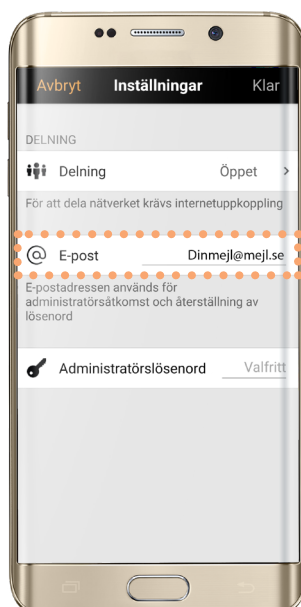 Avbryt Inställningar Klar
DELNING
Delning Öppet >
För att dela nätverket krävs internetuppkoppling
@ E-post Dinmejl@mejl.se
E-postadressen används för
administratörsåtkomst och återställning av
lösenord
Administratörslösenord Valfritt